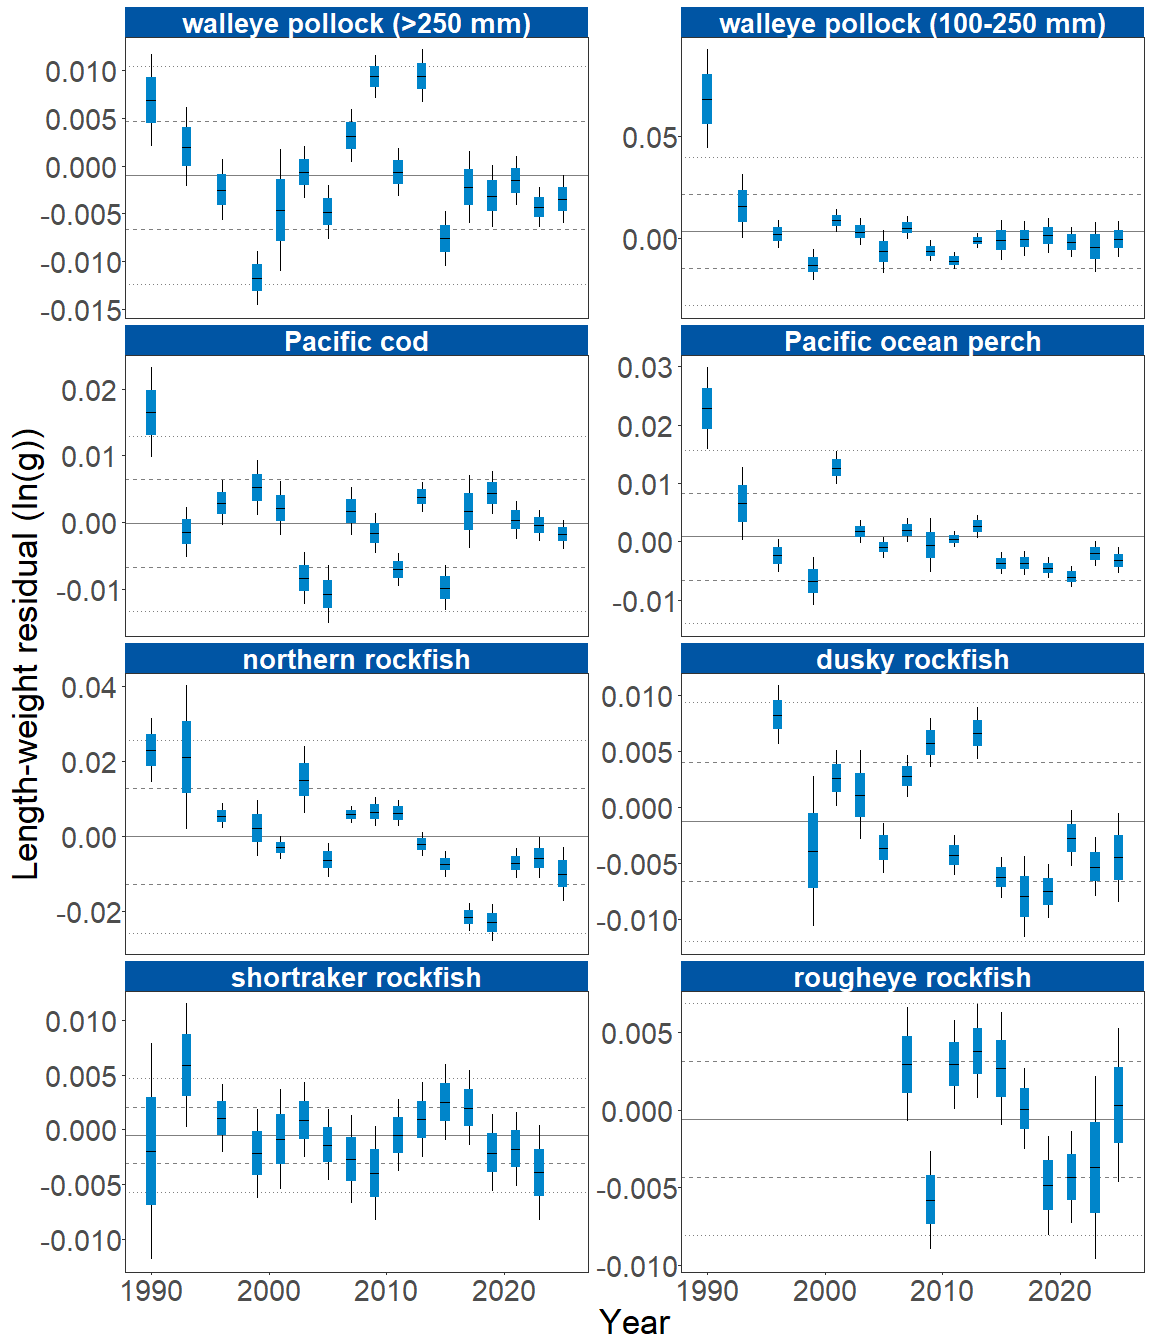 walleye pollock (>250 mm)
walleye pollock (100-250 mm)
0.010
0.005
0.000
-0.005
-0.010
-0.015
0.05
0.00
Pacific cod
Pacific ocean perch
0.02
0.01
0.00
-0.01
0.03
0.02
0.01
0.00
-0.01
Length-weight residual (ln(g))
northern rockfish
dusky rockfish
0.04
0.02
0.00
-0.02
0.010
0.005
0.000
-0.005
-0.010
shortraker rockfish
rougheye rockfish
0.010
0.005
0.000
-0.005
-0.010
0.005
0.000
-0.005
-0.010
1990 2000 2010 2020
1990 2000 2010 2020
Year